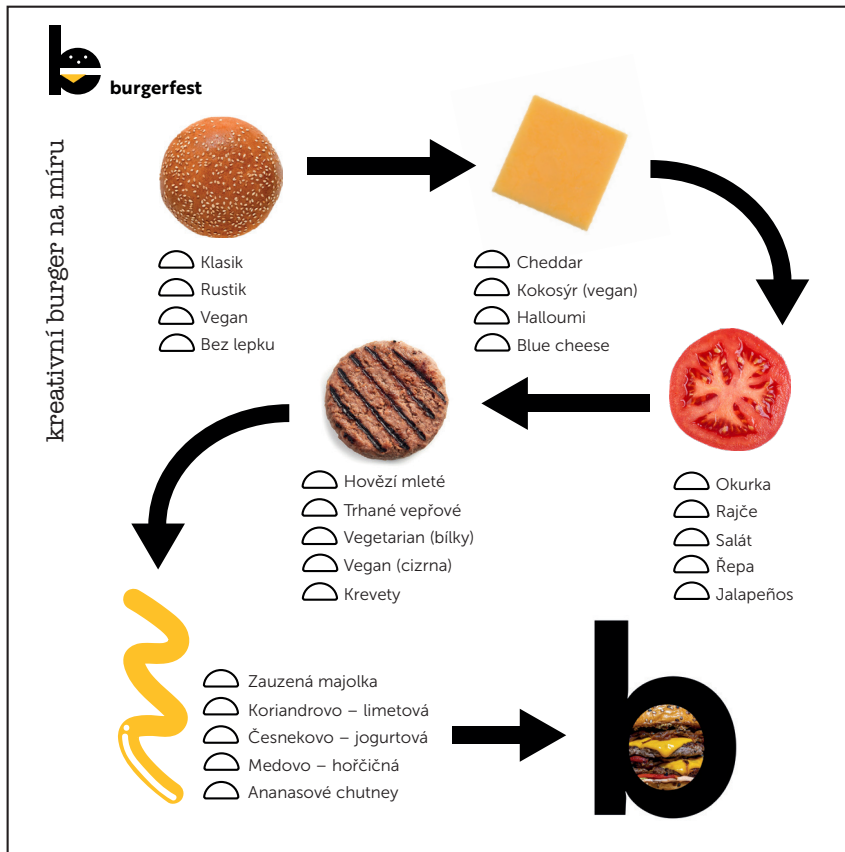 burgerfest
kreativní burger na míru
Klasik
Rustik
Vegan
Bez lepku
Cheddar
Kokosýr (vegan)
Halloumi
Blue cheese
Okurka
Rajče
Salát
Řepa
Jalapeños
Hovězí mleté
Trhané vepřové
Vegetarian (bílky)
Vegan (cizrna)
Krevety
Zauzená majolka
Koriandrovo – limetová
Česnekovo – jogurtová
Medovo – hořčičná
Ananasové chutney
b